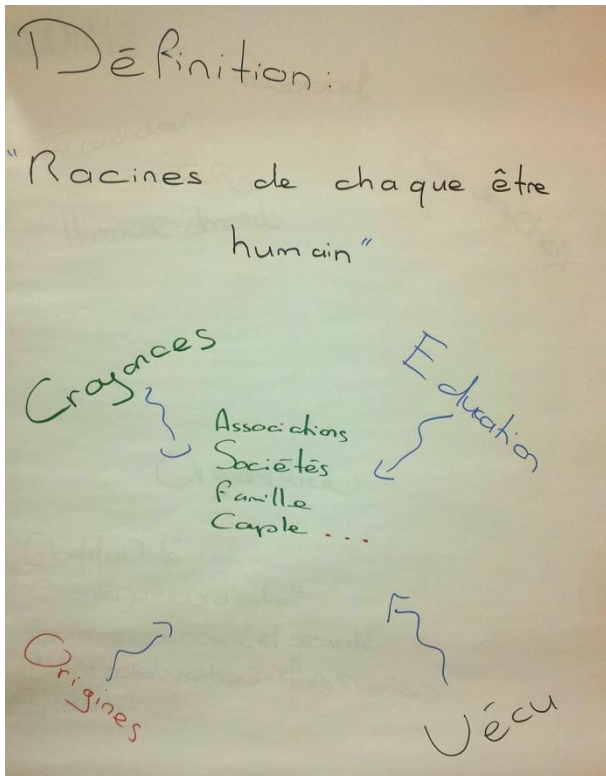 Définition:
"Racines de chaque être
humain"
Croyances
Education
Associations
Sociétés
Famille
Couple ...
Origines
Vécu